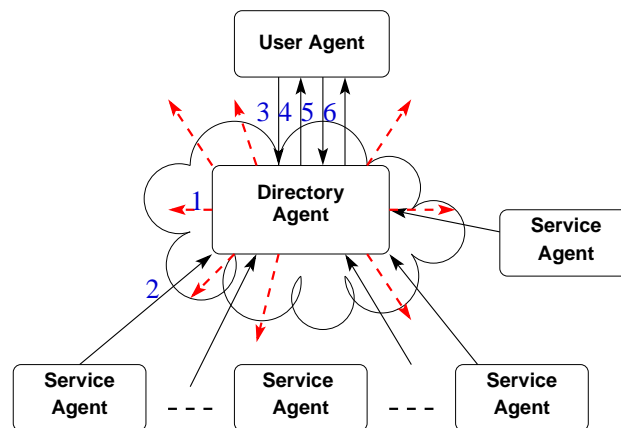 User Agent
3 4 5 6
Directory
Agent
1
Service
Agent
2
Service
Agent
Service
Agent
Service
Agent